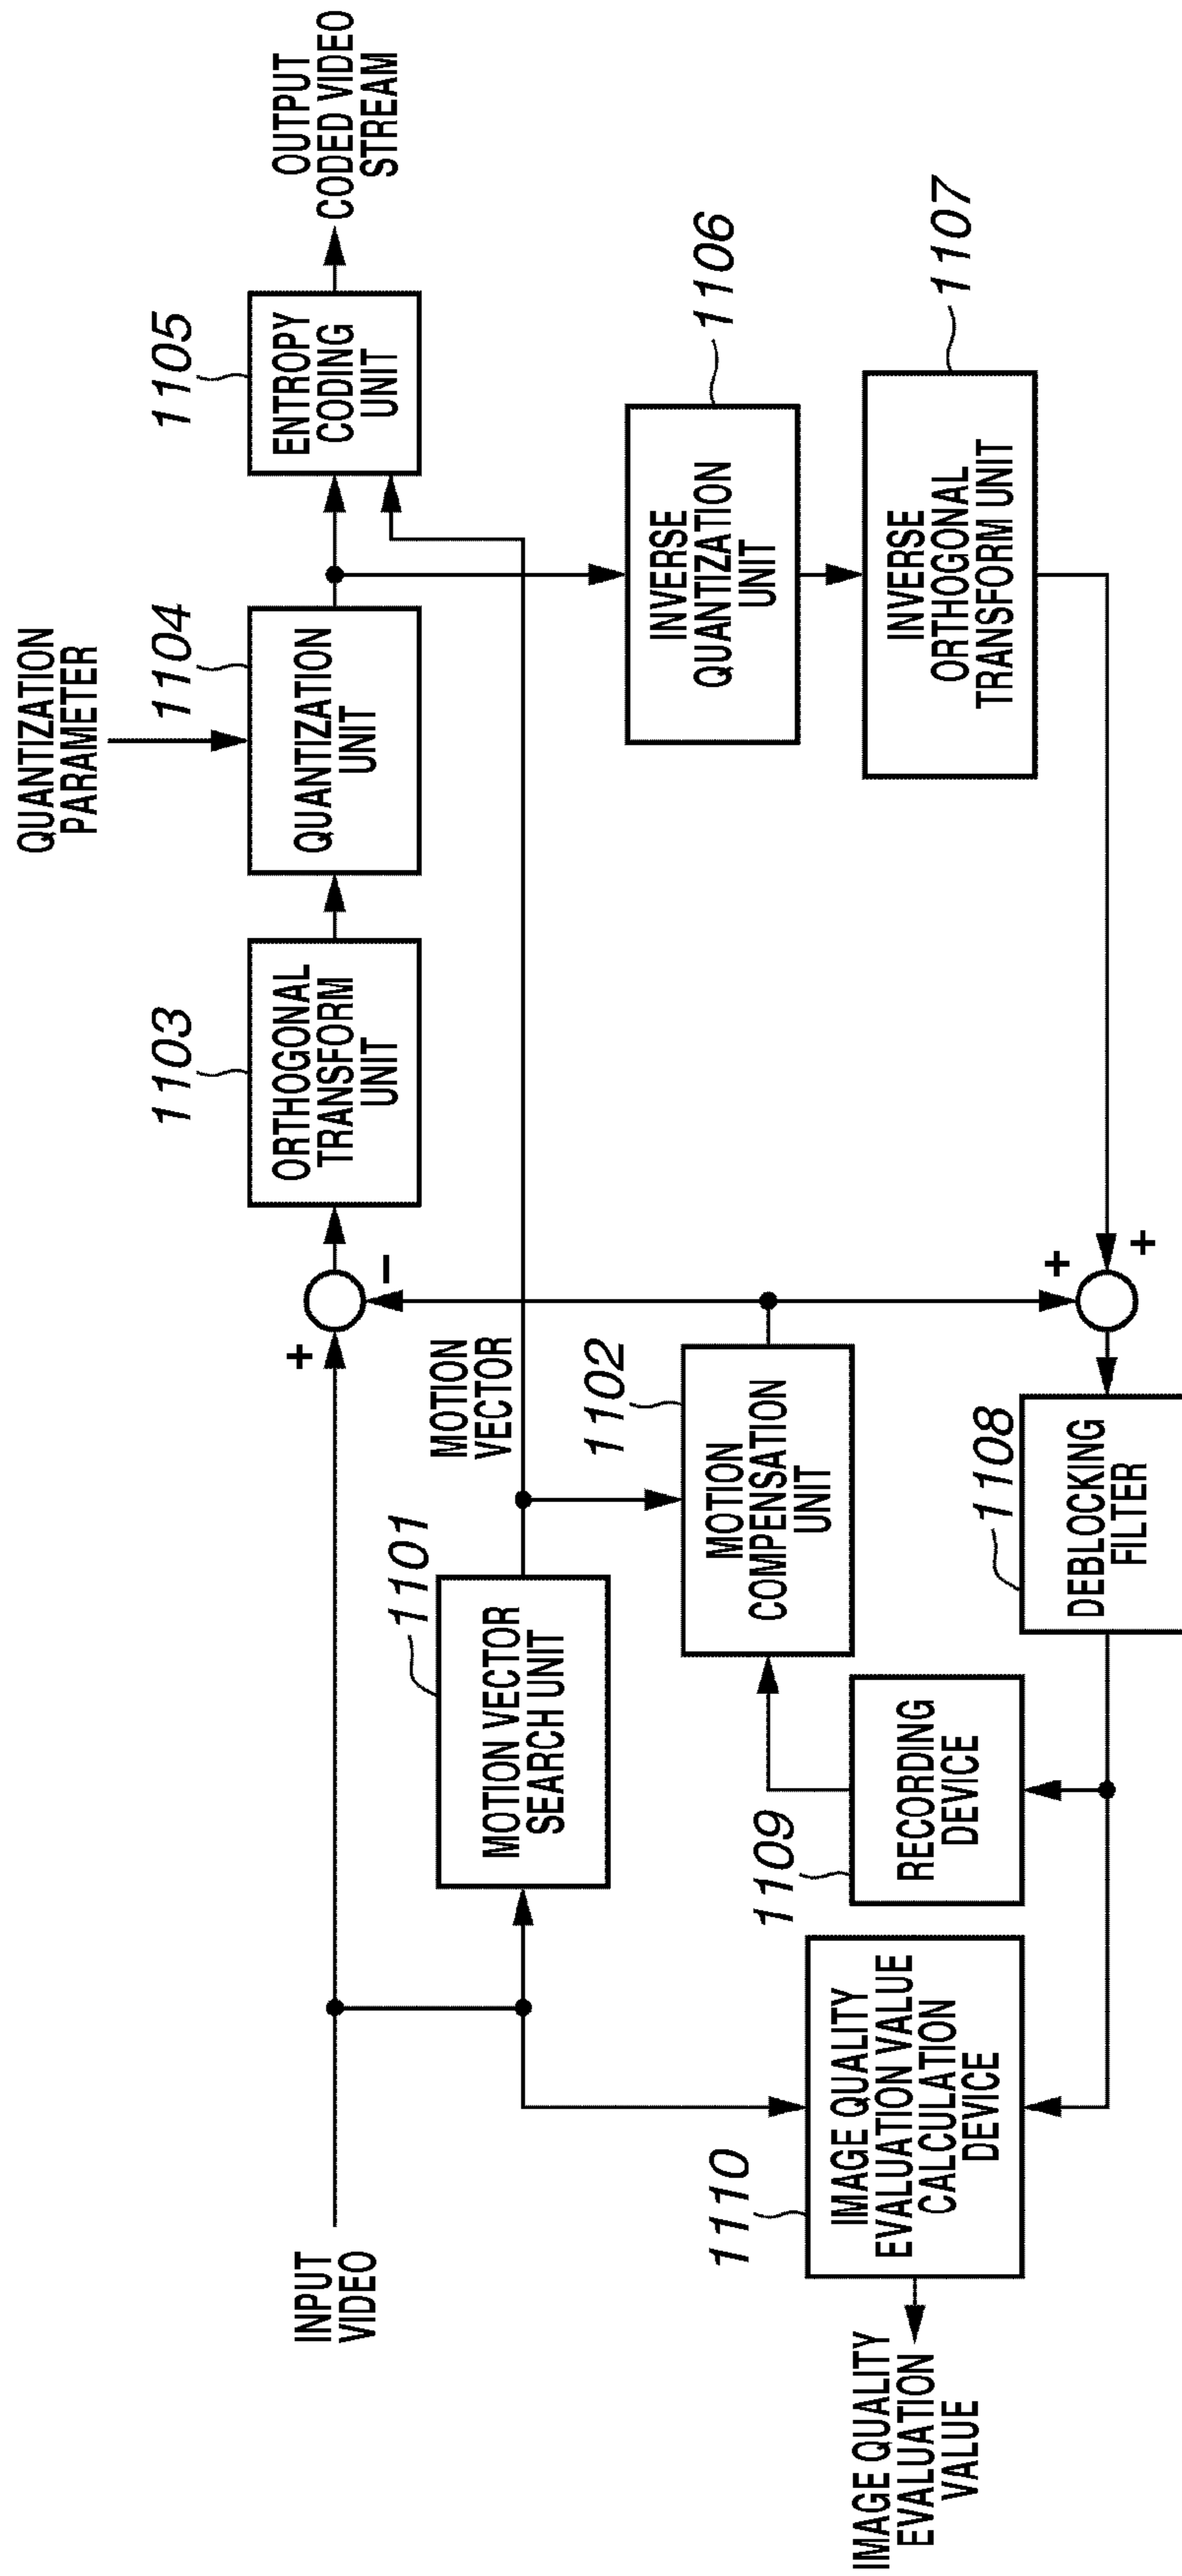 QUANTIZATION
PARAMETER
1103
1104
1105
OUTPUT
CODED VIDEO
STREAM
INPUT
VIDEO
+
−
ORTHOGONAL
TRANSFORM
UNIT
QUANTIZATION
UNIT
ENTROPY
CODING
UNIT
1101
MOTION VECTOR
SEARCH UNIT
MOTION
VECTOR
1102
MOTION
COMPENSATION
UNIT
1106
INVERSE
QUANTIZATION
UNIT
1107
INVERSE
ORTHOGONAL
TRANSFORM UNIT
1110
IMAGE QUALITY
EVALUATION VALUE
CALCULATION
DEVICE
1109
RECORDING
DEVICE
1108
DEBLOCKING
FILTER
+
+
IMAGE QUALITY
EVALUATION
VALUE